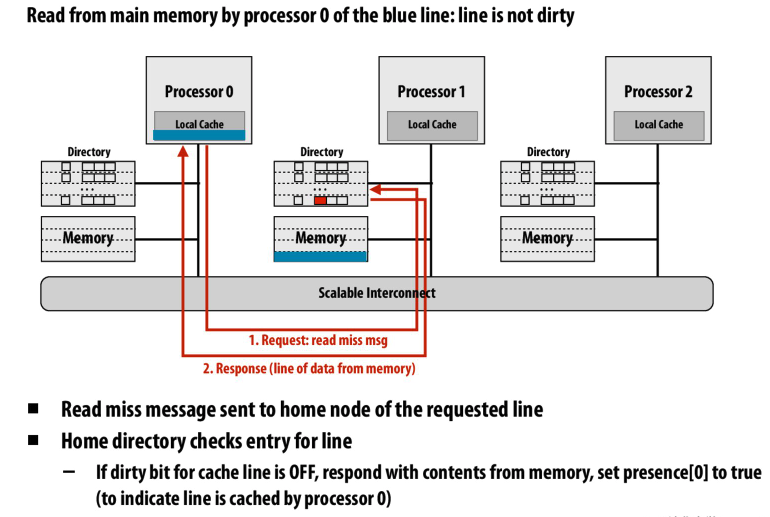 Read from main memory by processor 0 of the blue line: line is not dirty
Processor 0
Local Cache
Processor 1
Local Cache
Processor 2
Local Cache
Directory
Directory
Directory
...
...
...
Memory
Memory
Memory
Scalable Interconnect
1. Request: read miss msg
2. Response (line of data from memory)
■ Read miss message sent to home node of the requested line
■ Home directory checks entry for line
– If dirty bit for cache line is OFF, respond with contents from memory, set presence[0] to true
(to indicate line is cached by processor 0)